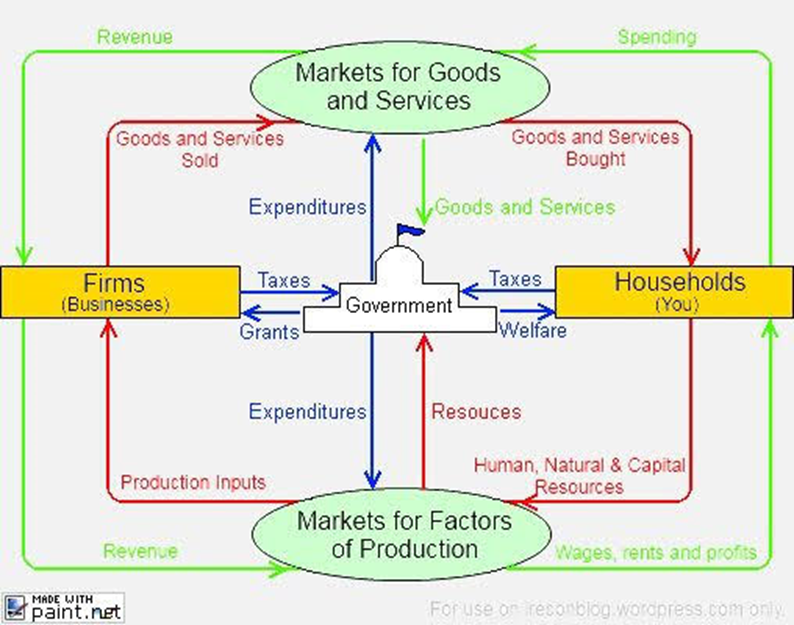 Revenue
Spending
Markets for Goods
and Services
Goods and Services
Sold
Goods and Services
Bought
Expenditures
Goods and Services
Firms
(Businesses)
Taxes
Government
Taxes
Households
(You)
Grants
Welfare
Expenditures
Resouces
Production Inputs
Human, Natural & Capital
Resources
Markets for Factors
of Production
Revenue
Wages, rents and profits
MADE WITH
paint.net
For use on ireconblog.wordpress.com only.